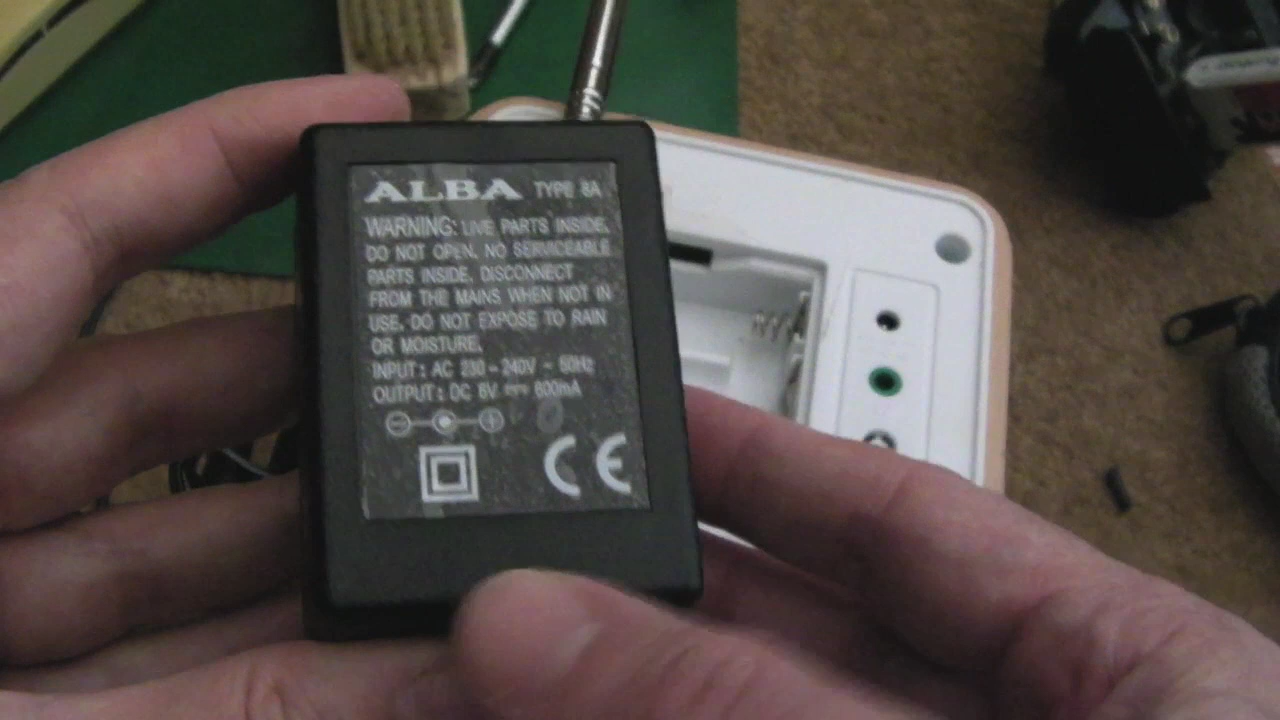 ALBA TYPE 8A
WARNING: LIVE PARTS INSIDE.
DO NOT OPEN. NO SERVICEABLE
PARTS INSIDE. DISCONNECT
FROM THE MAINS WHEN NOT IN
USE. DO NOT EXPOSE TO RAIN
OR MOISTURE.
INPUT: AC 230-240V ~ 50Hz
OUTPUT: DC 6V ⎓ 600mA
CE